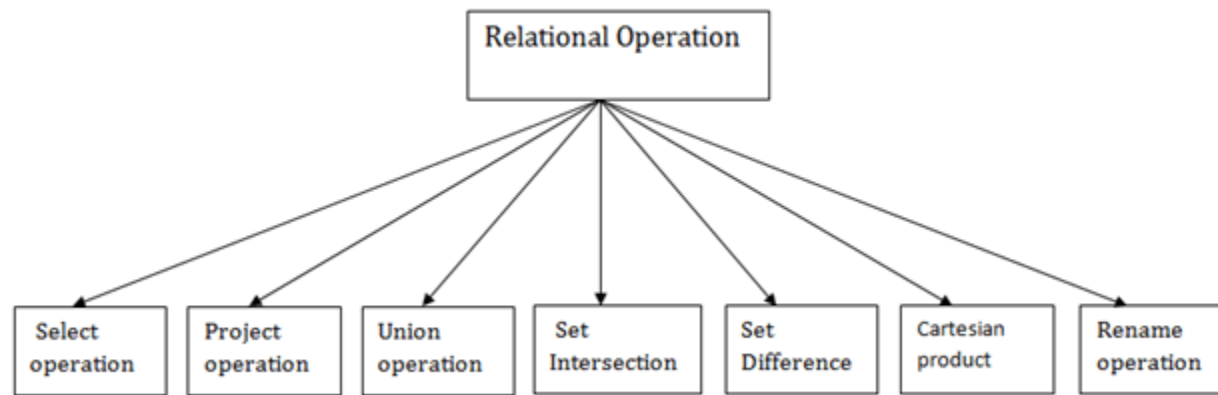 Relational Operation
Select
operation
Project
operation
Union
operation
Set
Intersection
Set
Difference
Cartesian
product
Rename
operation